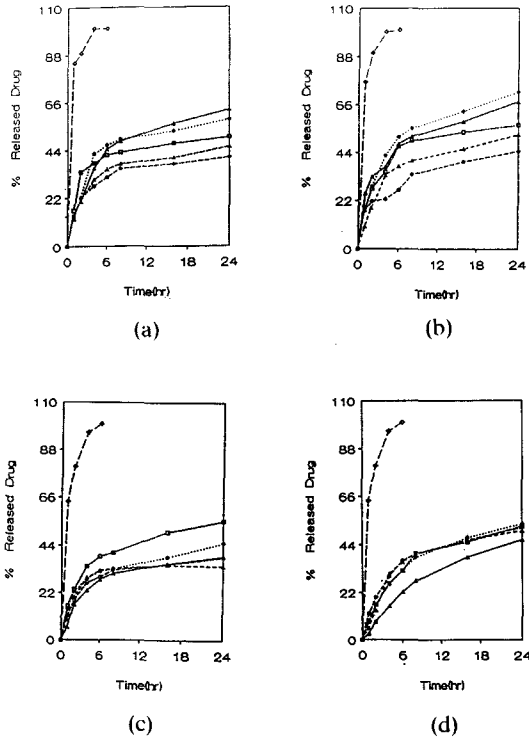 110
88
66
44
22
0
% Released Drug
0 6 12 18 24
Time(hr)
(a)
110
88
66
44
22
0
% Released Drug
0 6 12 18 24
Time(hr)
(b)
110
88
66
44
22
0
% Released Drug
0 6 12 18 24
Time(hr)
(c)
110
88
66
44
22
0
% Released Drug
0 6 12 18 24
Time(hr)
(d)